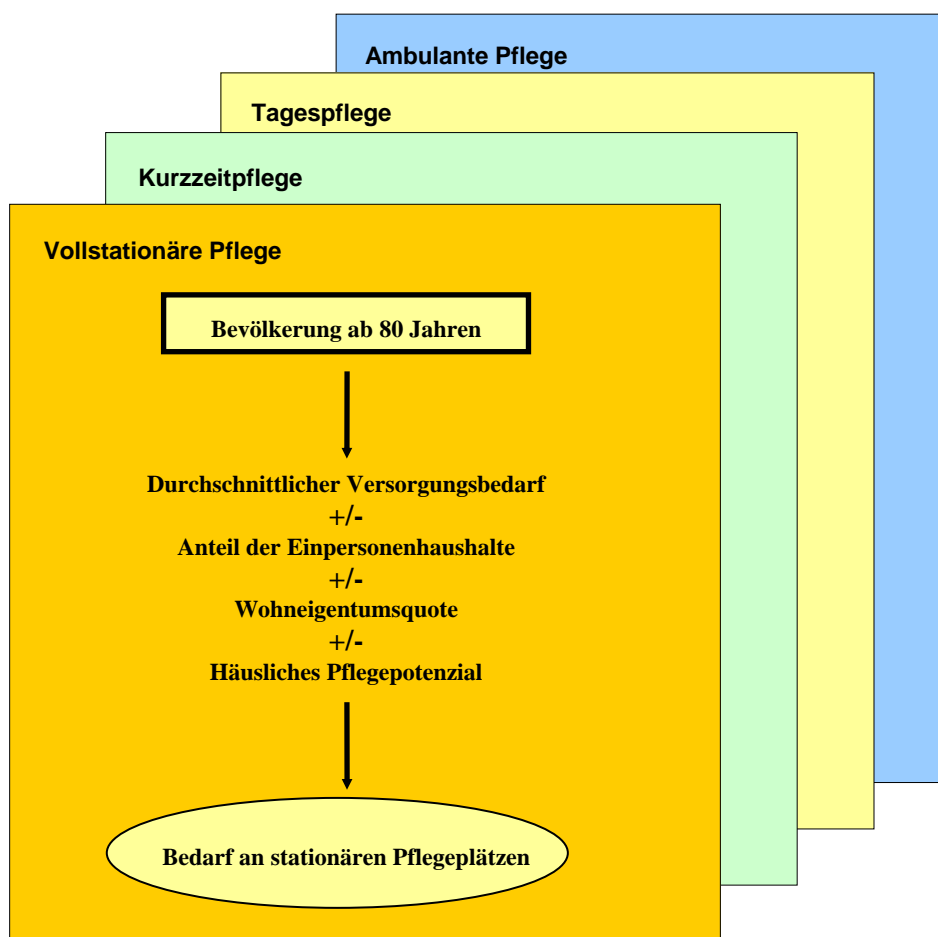 Ambulante Pflege
Tagespflege
Kurzzeitpflege
Vollstationäre Pflege
Bevölkerung ab 80 Jahren
Durchschnittlicher Versorgungsbedarf
+/-
Anteil der Einpersonenhaushalte
+/-
Wohneigentumsquote
+/-
Häusliches Pflegepotenzial
Bedarf an stationären Pflegeplätzen